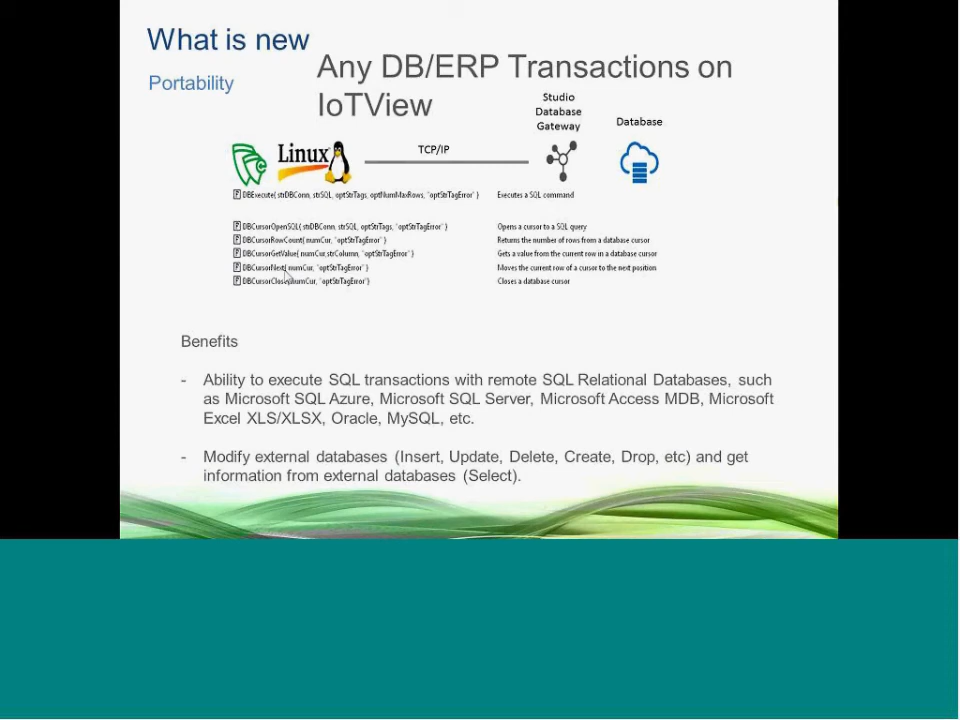 What is new
Portability
Any DB/ERP Transactions on
IoTView
Studio
Database
Gateway
Database
Linux
TCP/IP
DBExecute( strDBConn, strSQL, optStrTags, optNumMaxRows, "optStrTagError" ) Executes a SQL command
DBCursorOpenSQL( strDBConn, strSQL, optStrTags, "optStrTagError" ) Opens a cursor to a SQL query
DBCursorRowCount( numCur, "optStrTagError" ) Returns the number of rows from a database cursor
DBCursorGetValue( numCur,strColumn, "optStrTagError" ) Gets a value from the current row in a database cursor
DBCursorNext( numCur, "optStrTagError" ) Moves the current row of a cursor to the next position
DBCursorClose(numCur, "optStrTagError") Closes a database cursor
Benefits
- Ability to execute SQL transactions with remote SQL Relational Databases, such
as Microsoft SQL Azure, Microsoft SQL Server, Microsoft Access MDB, Microsoft
Excel XLS/XLSX, Oracle, MySQL, etc.
- Modify external databases (Insert, Update, Delete, Create, Drop, etc) and get
information from external databases (Select).